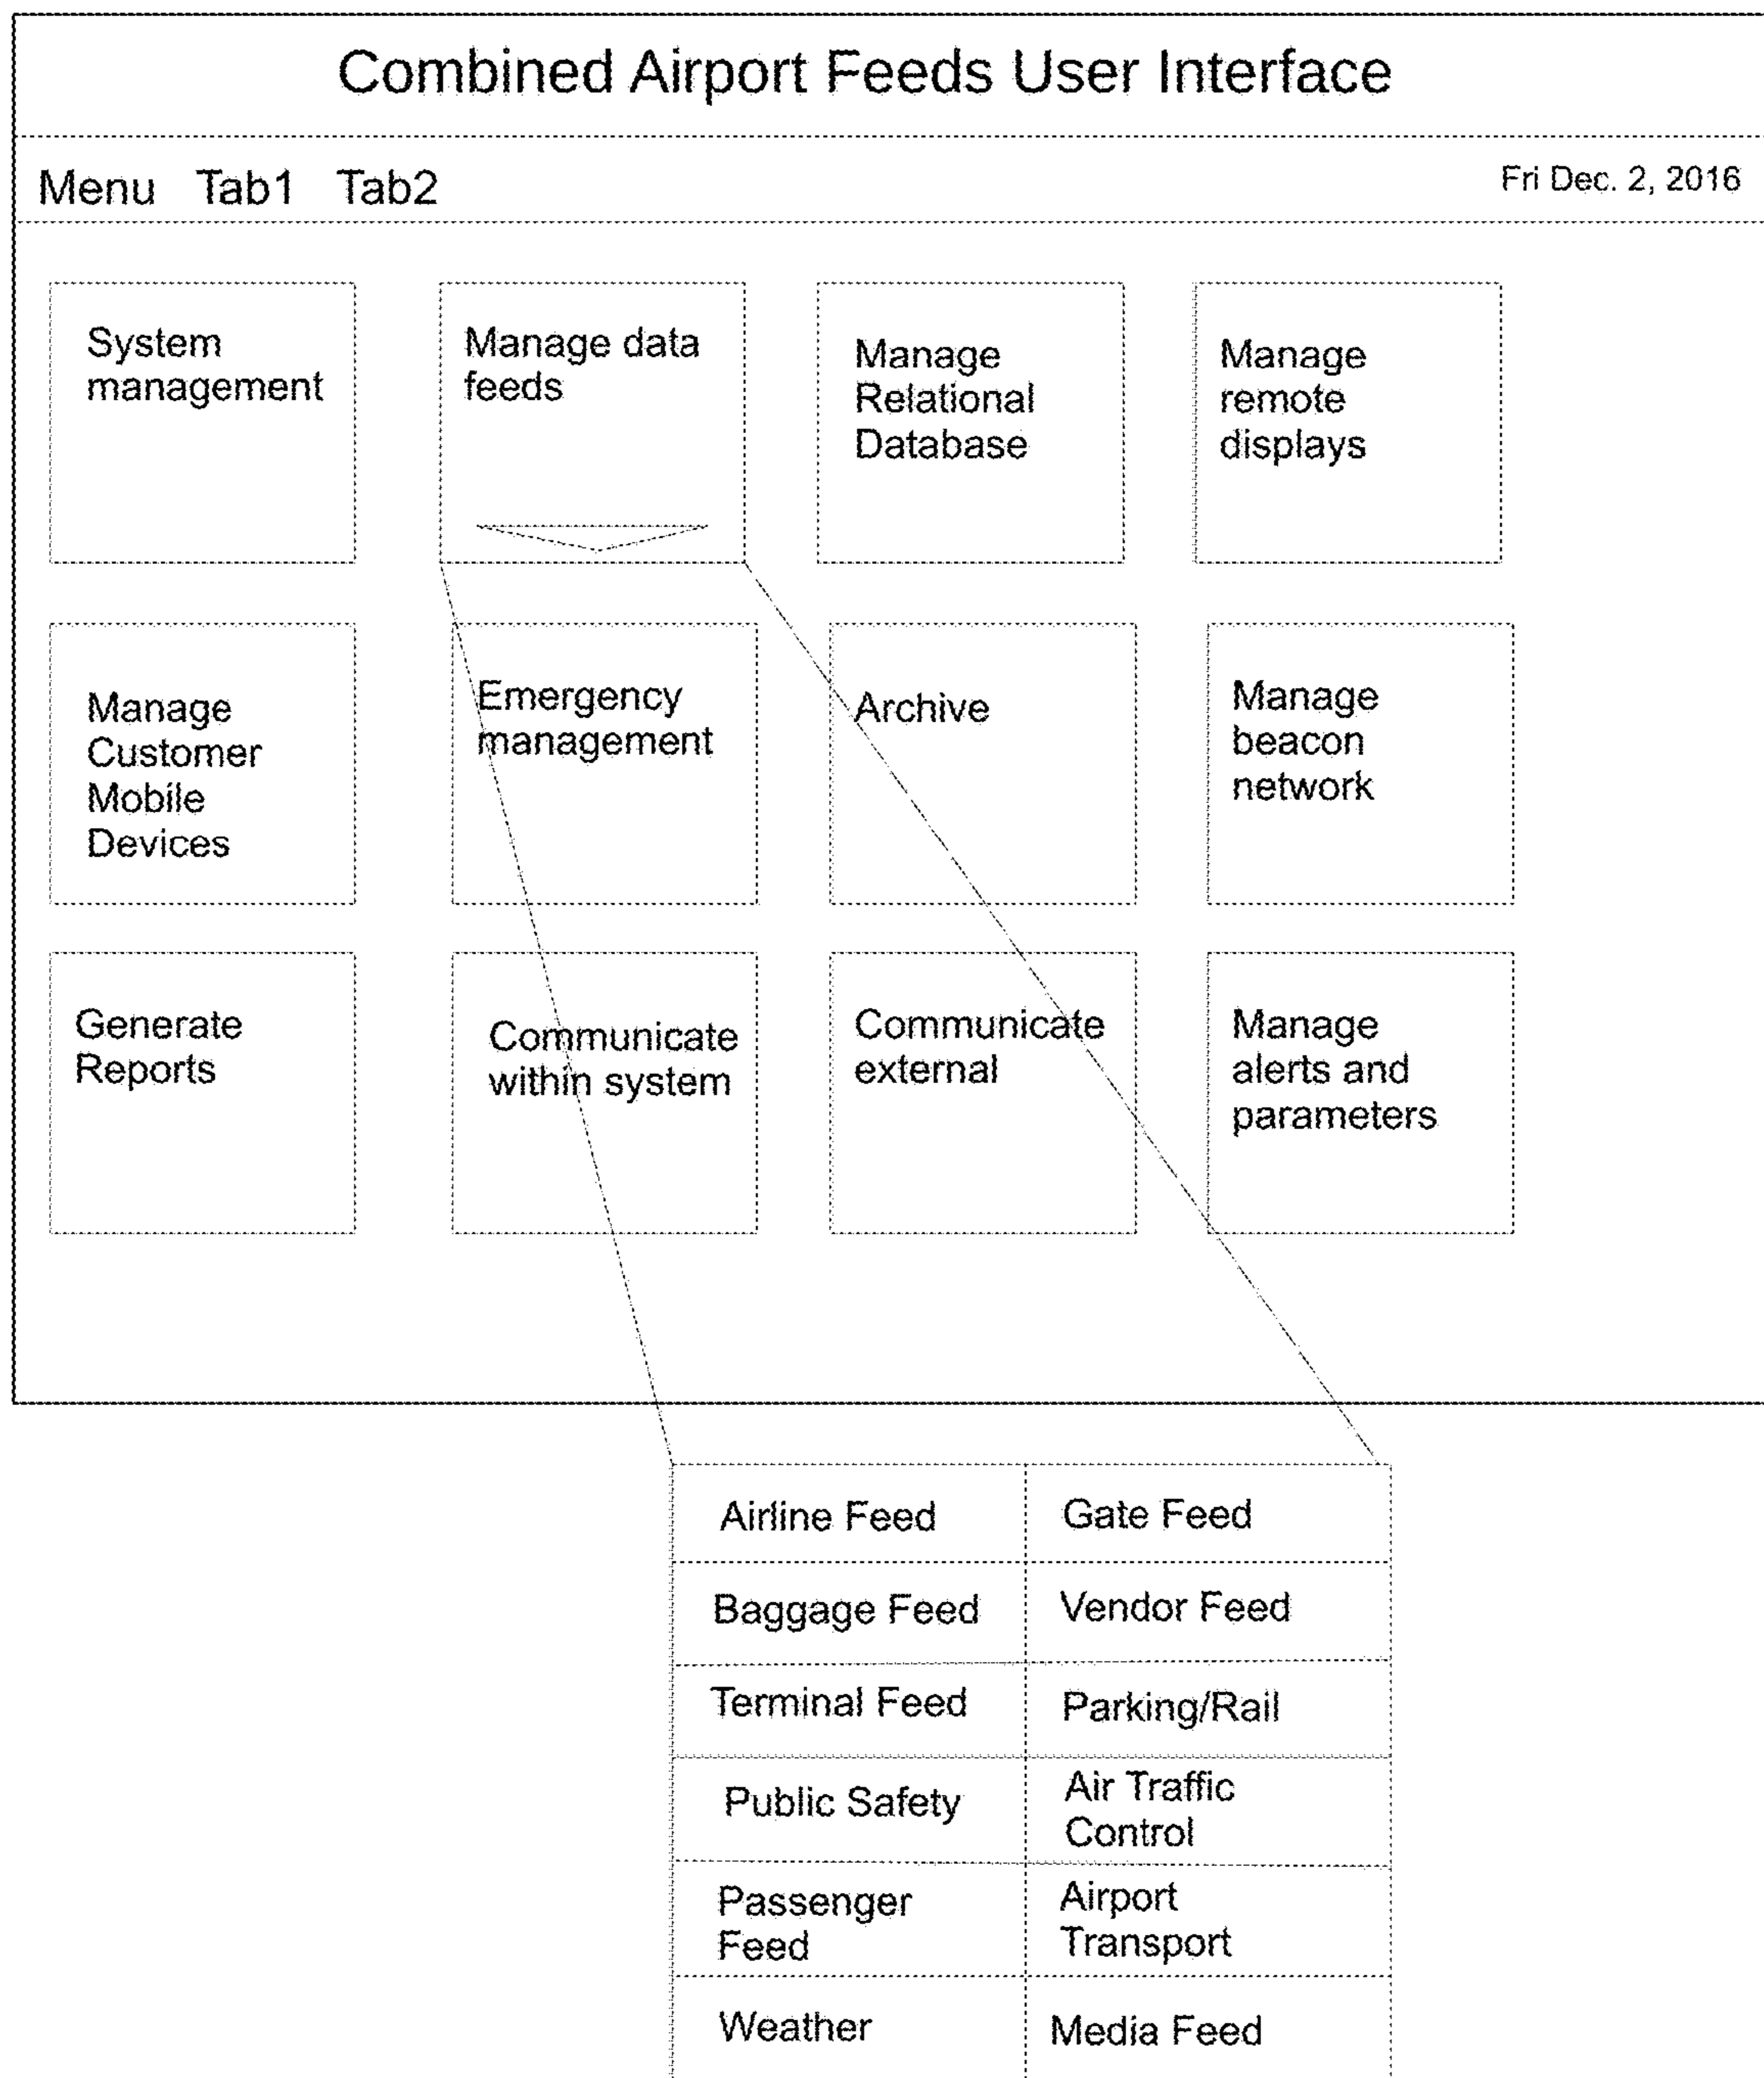 Combined Airport Feeds User Interface
Menu Tab1 Tab2
Fri Dec. 2, 2016
System
management
Manage data
feeds
Manage
Relational
Database
Manage
remote
displays
Manage
Customer
Mobile
Devices
Emergency
management
Archive
Manage
beacon
network
Generate
Reports
Communicate
within system
Communicate
external
Manage
alerts and
parameters
Airline Feed
Gate Feed
Baggage Feed
Vendor Feed
Terminal Feed
Parking/Rail
Public Safety
Air Traffic
Control
Passenger
Feed
Airport
Transport
Weather
Media Feed